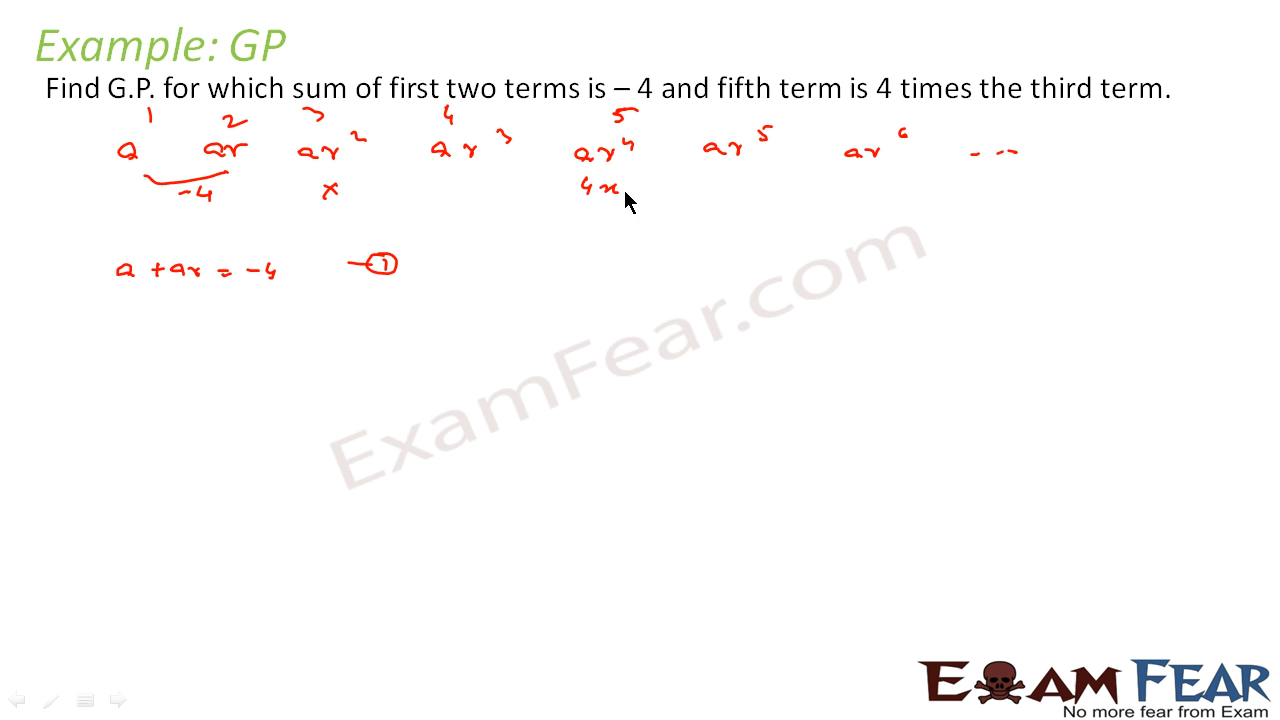 Example: GP
Find G.P. for which sum of first two terms is – 4 and fifth term is 4 times the third term.
1 2 3 4 5
a ar ar² ar³ ar⁴ ar⁵ ar⁶ - --
-4 x 4x
a + ar = -4 —①
ExamFear.com
EXAM FEAR
No more fear from Exam